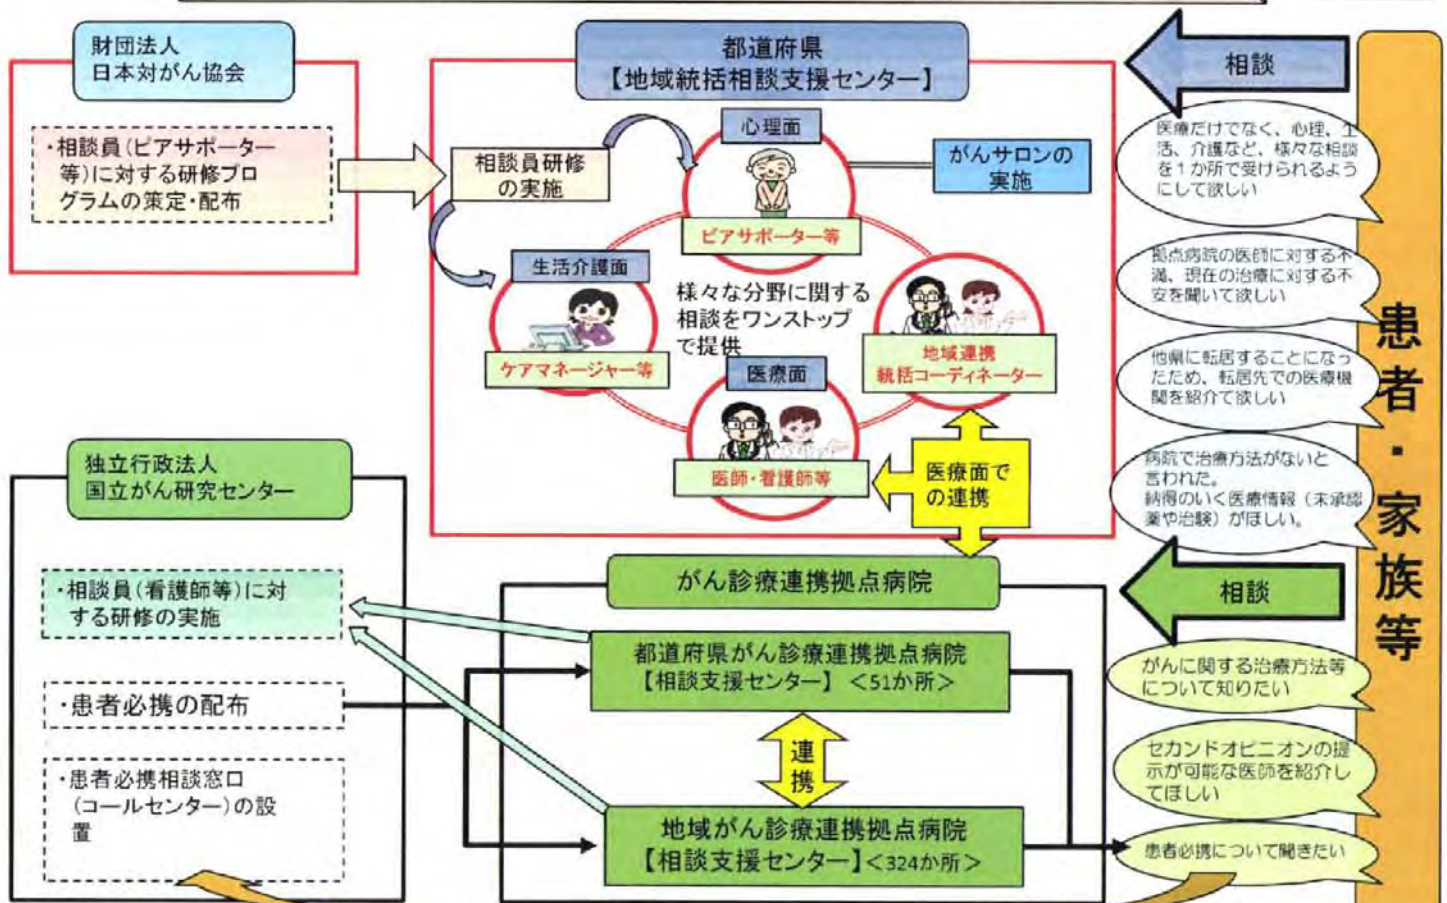 財団法人
日本対がん協会
・相談員(ピアサポーター
等)に対する研修プロ
グラムの策定・配布
都道府県
【地域統括相談支援センター】
相談員研修
の実施
心理面
ピアサポーター等
がんサロンの
実施
生活介護面
ケアマネージャー等
様々な分野に関する
相談をワンストップ
で提供
地域連携
統括コーディネーター
医療面
医師・看護師等
医療面で
の連携
相談
医療だけでなく、心理、生
活、介護など、様々な相談
を1か所で受けられるよう
にして欲しい
拠点病院の医師に対する不
満、現在の治療に対する不
安を聞いて欲しい
他県に転居することになっ
たため、転居先での医療機
関を紹介て欲しい
病院で治療方法がないと
言われた。
納得のいく医療情報(未承認
薬や治験)がほしい。
患者・家族等
独立行政法人
国立がん研究センター
・相談員(看護師等)に対
する研修の実施
・患者必携の配布
・患者必携相談窓口
(コールセンター)の設
置
がん診療連携拠点病院
都道府県がん診療連携拠点病院
【相談支援センター】 <51か所>
連携
地域がん診療連携拠点病院
【相談支援センター】<324か所>
相談
がんに関する治療方法等
について知りたい
セカンドオピニオンの提
示が可能な医師を紹介し
てほしい
患者必携について聞きたい